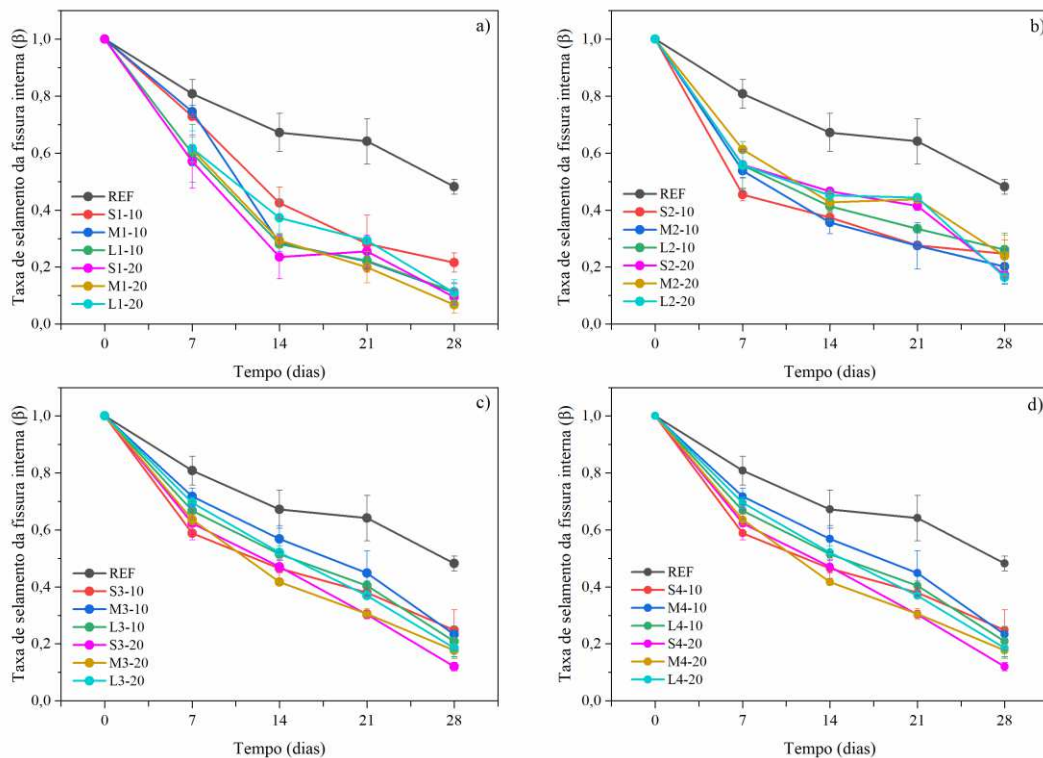 a)
Taxa de selamento da fissura interna (β)
1,0
0,8
0,6
0,4
0,2
0,0
REF
S1-10
M1-10
L1-10
S1-20
M1-20
L1-20
0 7 14 21 28
Tempo (dias)
b)
Taxa de selamento da fissura interna (β)
1,0
0,8
0,6
0,4
0,2
0,0
REF
S2-10
M2-10
L2-10
S2-20
M2-20
L2-20
0 7 14 21 28
Tempo (dias)
c)
Taxa de selamento da fissura interna (β)
1,0
0,8
0,6
0,4
0,2
0,0
REF
S3-10
M3-10
L3-10
S3-20
M3-20
L3-20
0 7 14 21 28
Tempo (dias)
d)
Taxa de selamento da fissura interna (β)
1,0
0,8
0,6
0,4
0,2
0,0
REF
S4-10
M4-10
L4-10
S4-20
M4-20
L4-20
0 7 14 21 28
Tempo (dias)